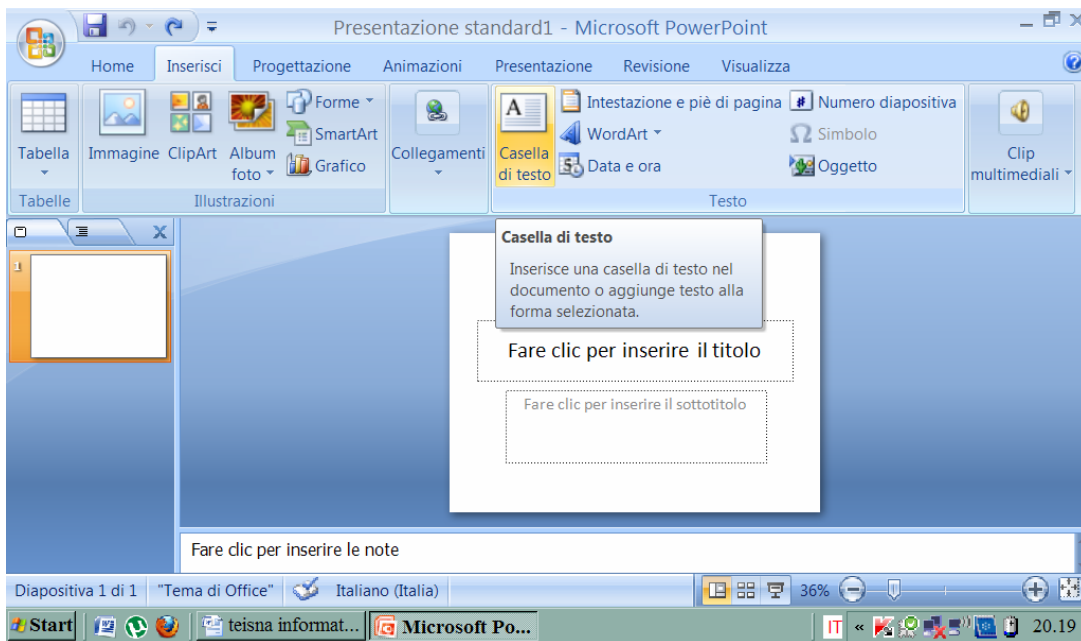 Presentazione standard1 - Microsoft PowerPoint
Home Inserisci Progettazione Animazioni Presentazione Revisione Visualizza
Tabella
Immagine
ClipArt
Album
foto
Forme
SmartArt
Grafico
Collegamenti
Casella
di testo
Intestazione e piè di pagina
WordArt
Data e ora
# Numero diapositiva
Ω Simbolo
Oggetto
Clip
multimediali
Tabelle Illustrazioni Testo
1
Casella di testo
Inserisce una casella di testo nel
documento o aggiunge testo alla
forma selezionata.
Fare clic per inserire il titolo
Fare clic per inserire il sottotitolo
Fare clic per inserire le note
Diapositiva 1 di 1 "Tema di Office" Italiano (Italia) 36%
Start teisna informat... Microsoft Po... IT « 20.19